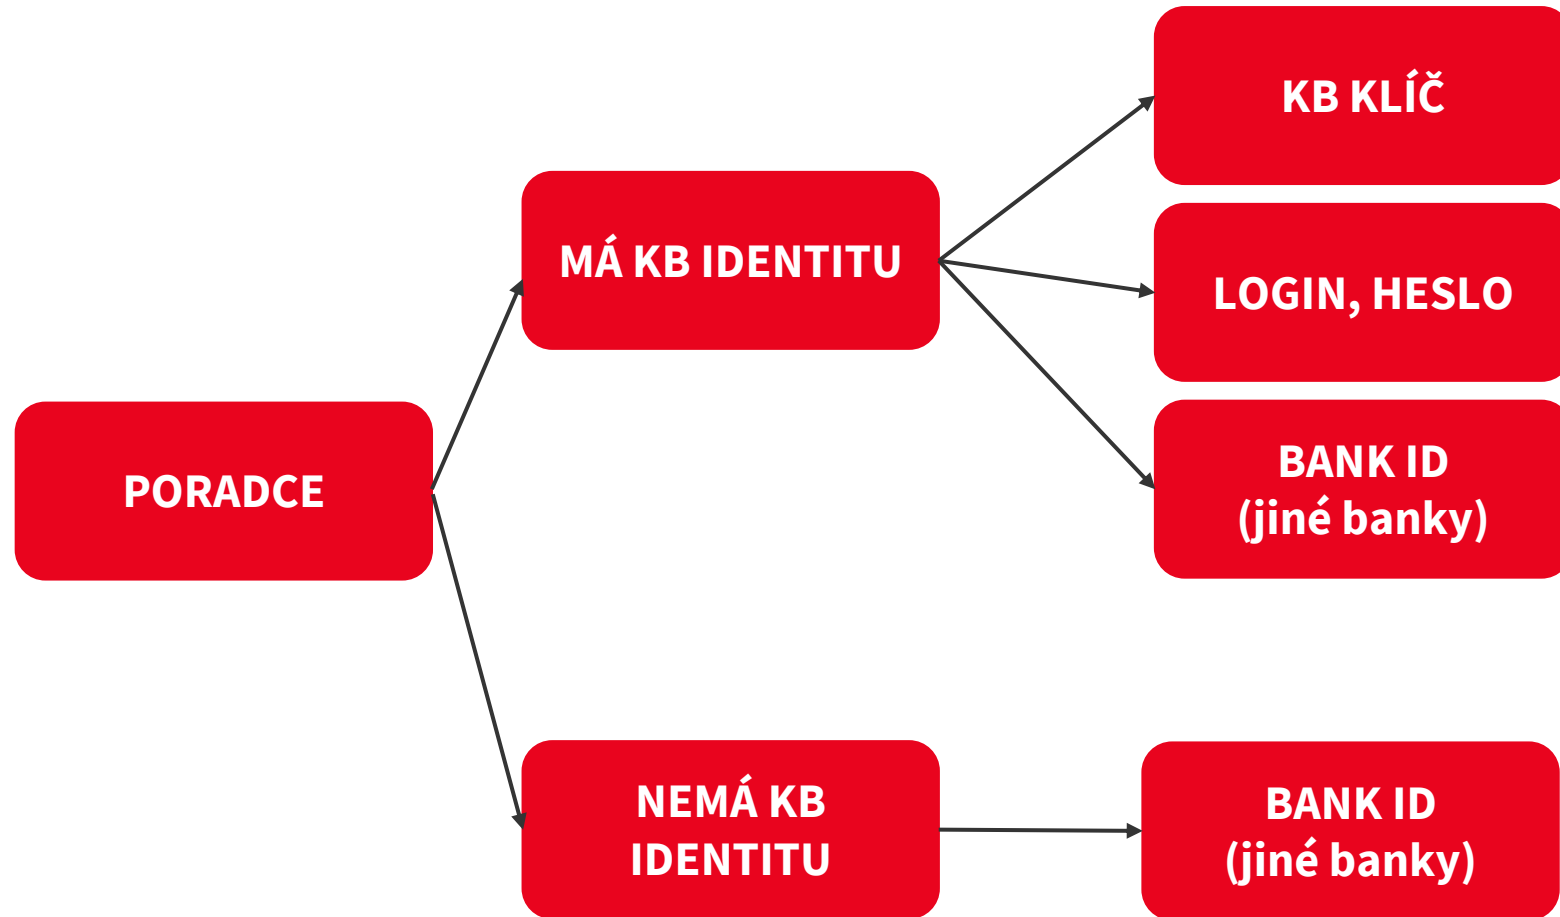 KB KLÍČ
MÁ KB IDENTITU
LOGIN, HESLO
BANK ID
(jiné banky)
PORADCE
NEMÁ KB
IDENTITU
BANK ID
(jiné banky)